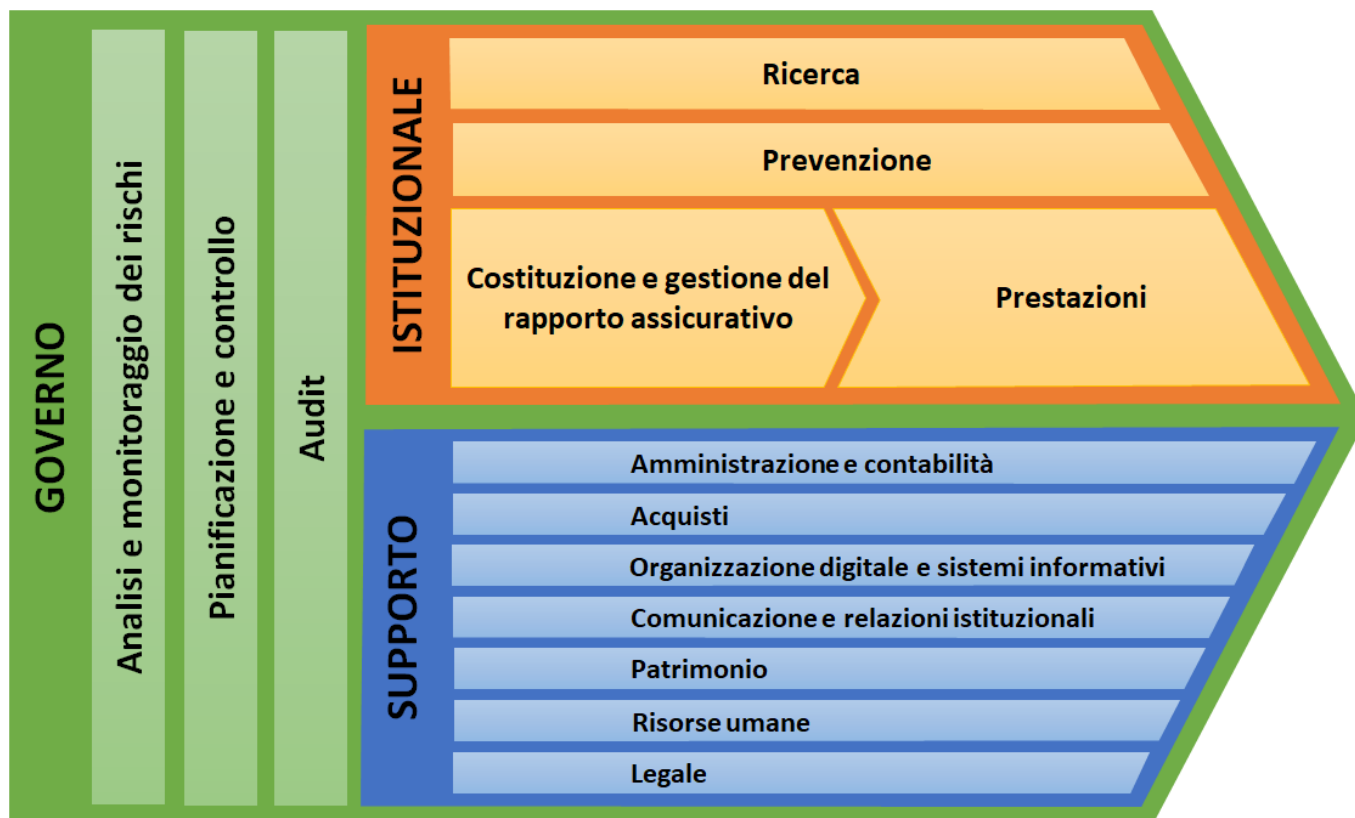 GOVERNO
Analisi e monitoraggio dei rischi
Pianificazione e controllo
Audit
ISTITUZIONALE
Ricerca
Prevenzione
Costituzione e gestione del
rapporto assicurativo
Prestazioni
SUPPORTO
Amministrazione e contabilità
Acquisti
Organizzazione digitale e sistemi informativi
Comunicazione e relazioni istituzionali
Patrimonio
Risorse umane
Legale